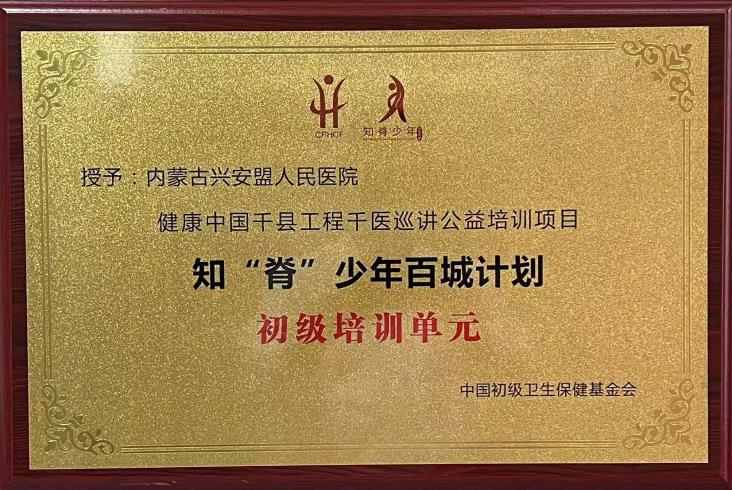 CPHCF
知脊少年
授予：内蒙古兴安盟人民医院
健康中国千县工程千医巡讲公益培训项目
知“脊”少年百城计划
初级培训单元
中国初级卫生保健基金会